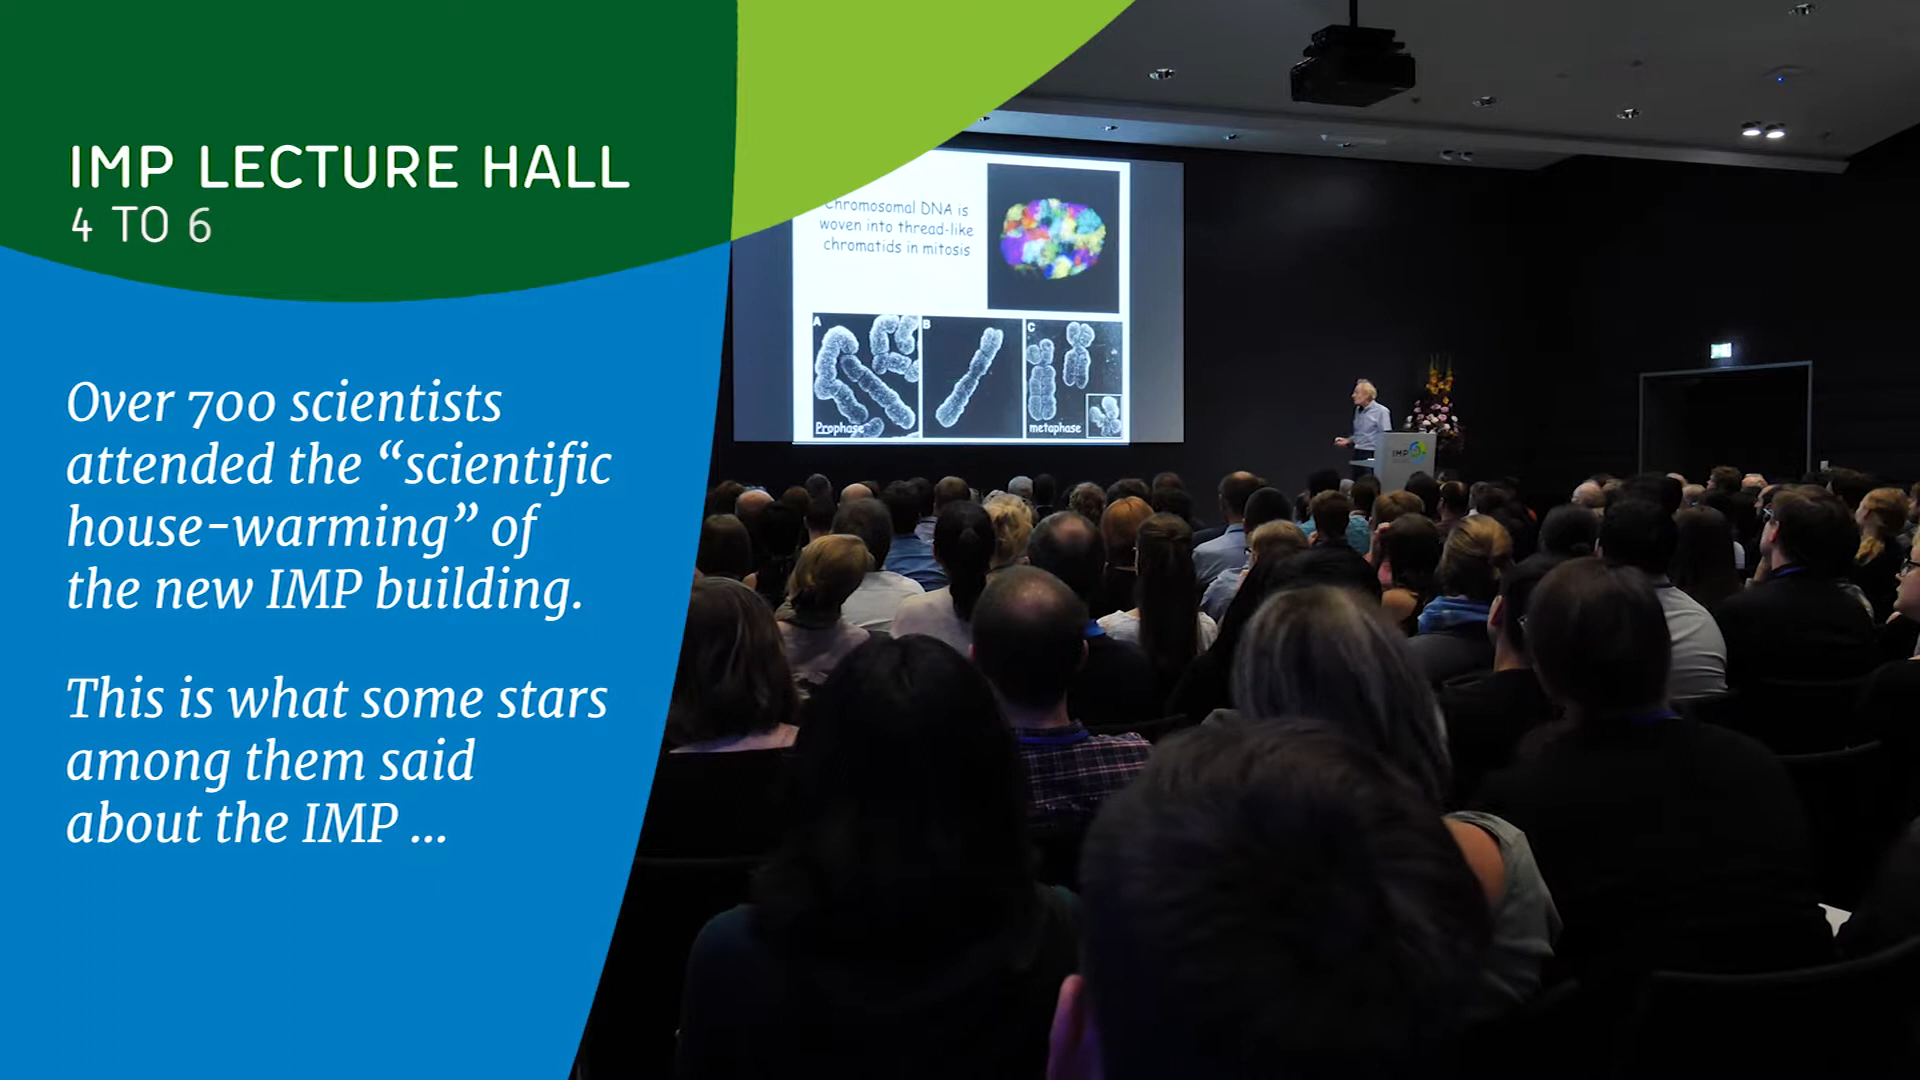 IMP LECTURE HALL
4 TO 6
Over 700 scientists
attended the “scientific
house-warming” of
the new IMP building.
This is what some stars
among them said
about the IMP ...
Chromosomal DNA is
woven into thread-like
chromatids in mitosis
A
B
C
Prophase
metaphase
IMP